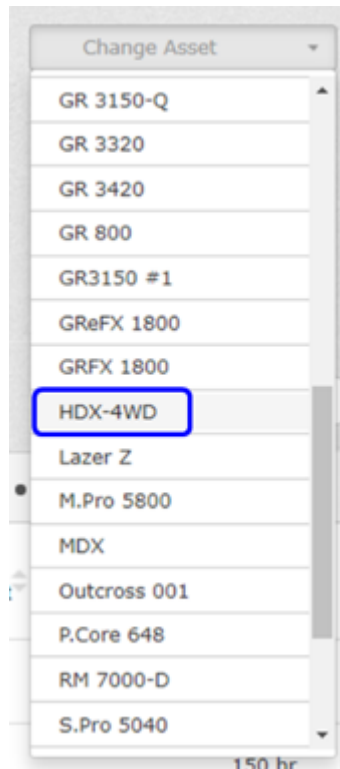 Change Asset
GR 3150-Q
GR 3320
GR 3420
GR 800
GR3150 #1
GReFX 1800
GRFX 1800
HDX-4WD
Lazer Z
M.Pro 5800
MDX
Outcross 001
P.Core 648
RM 7000-D
S.Pro 5040
150 hr